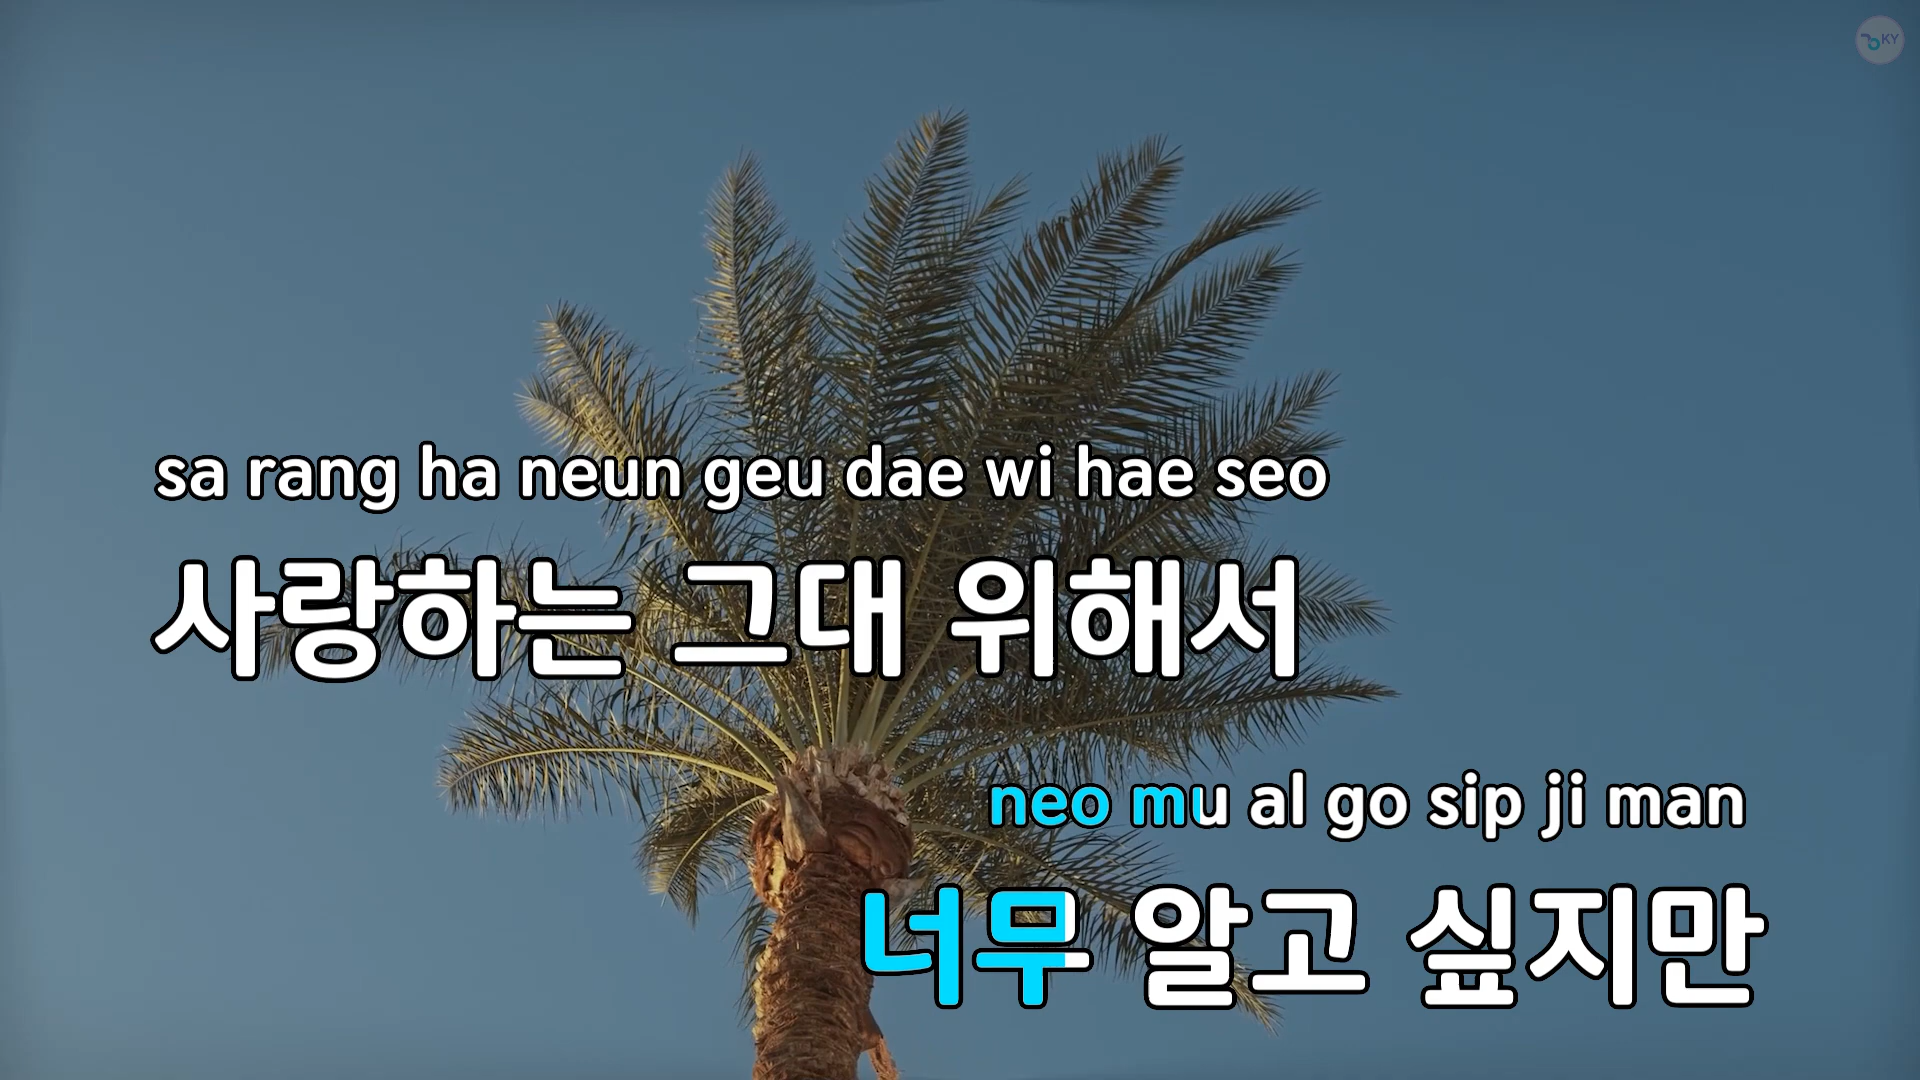 KY
sa rang ha neun geu dae wi hae seo
사랑하는 그대 위해서
neo mu al go sip ji man
너무 알고 싶지만